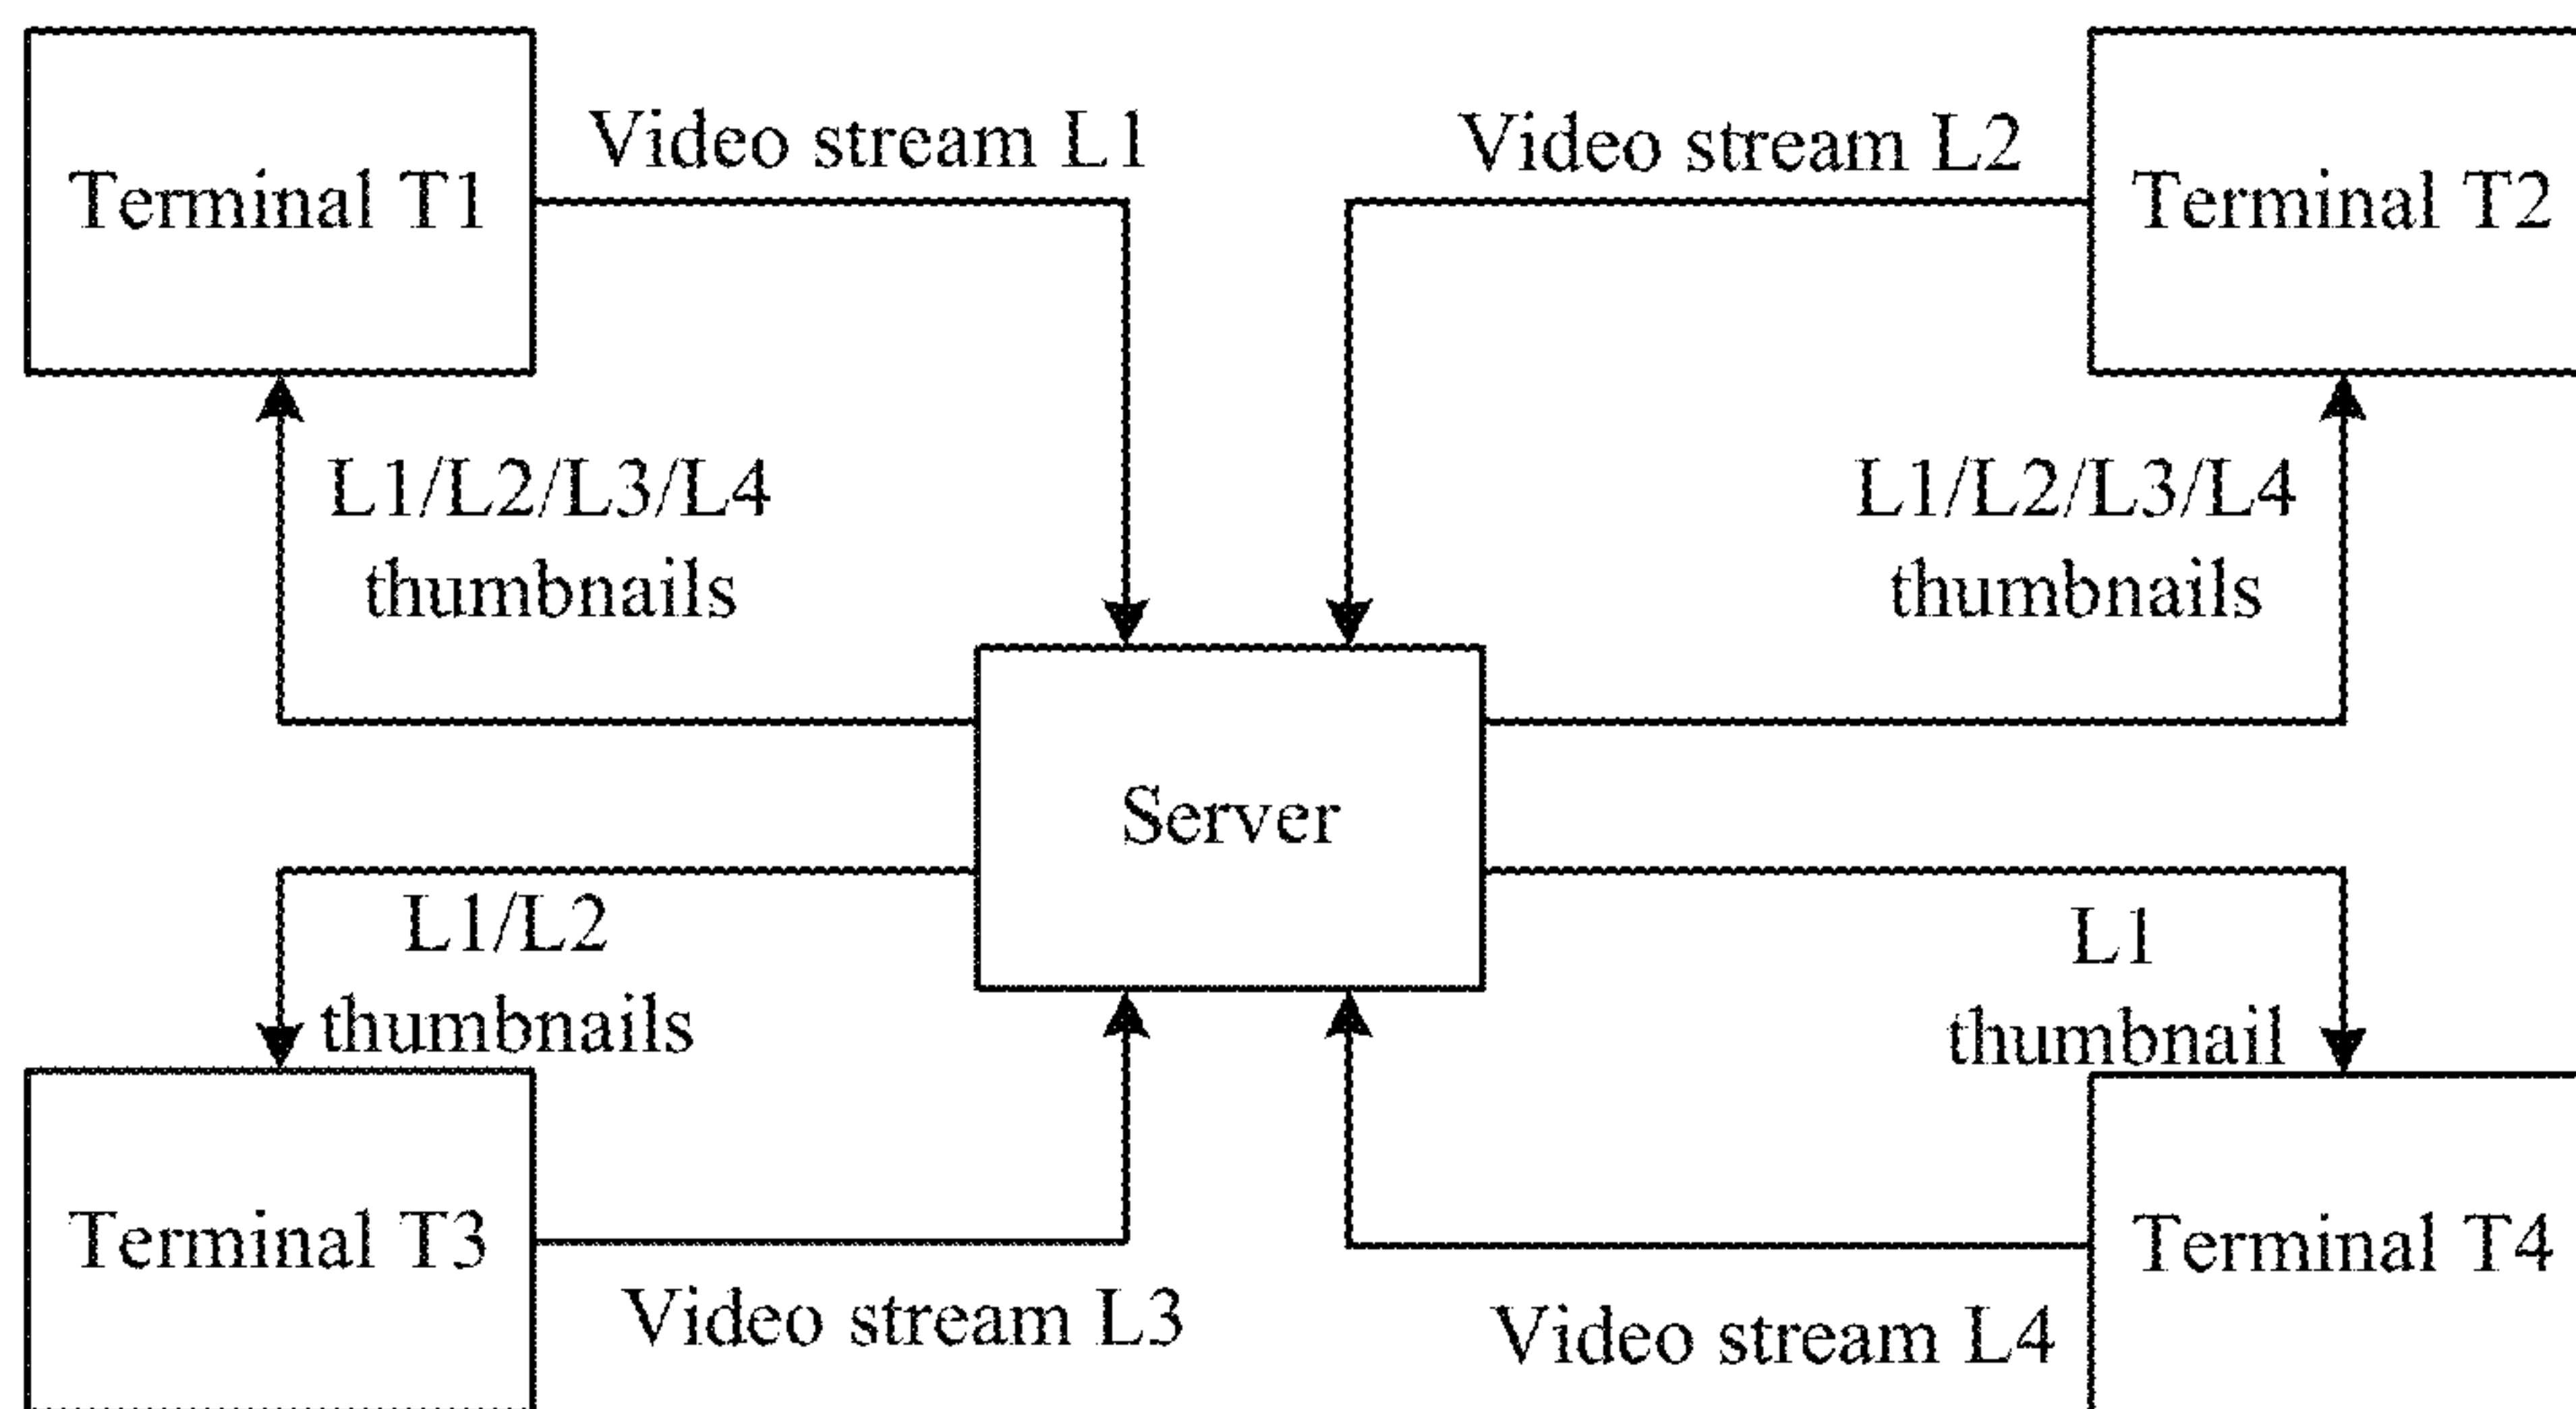 Terminal T1
Video stream L1
Video stream L2
Terminal T2
L1/L2/L3/L4
thumbnails
L1/L2/L3/L4
thumbnails
Server
L1/L2
thumbnails
L1
thumbnail
Terminal T3
Video stream L3
Video stream L4
Terminal T4